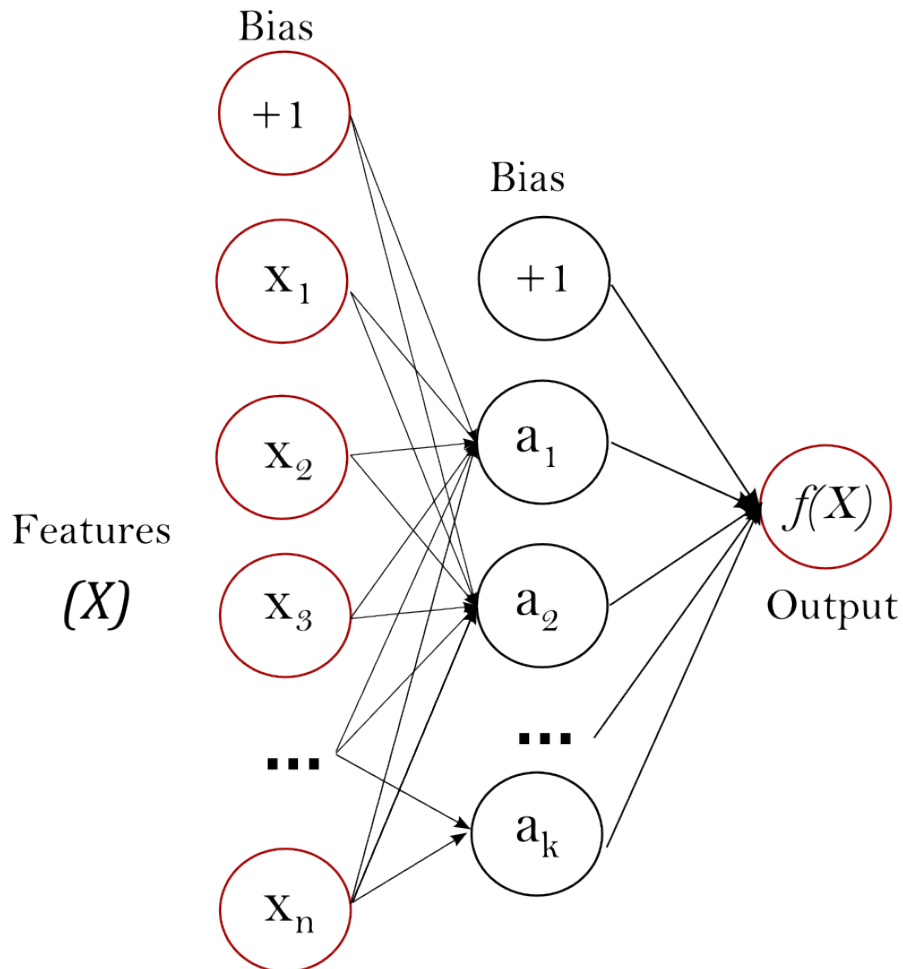 Bias
+1
x₁
x₂
x₃
...
xₙ
Features
(X)
Bias
+1
a₁
a₂
...
aₖ
f(X)
Output